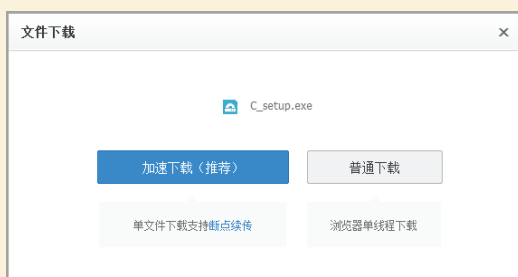 文件下载
C_setup.exe
加速下载（推荐）
普通下载
单文件下载支持断点续传
浏览器单线程下载